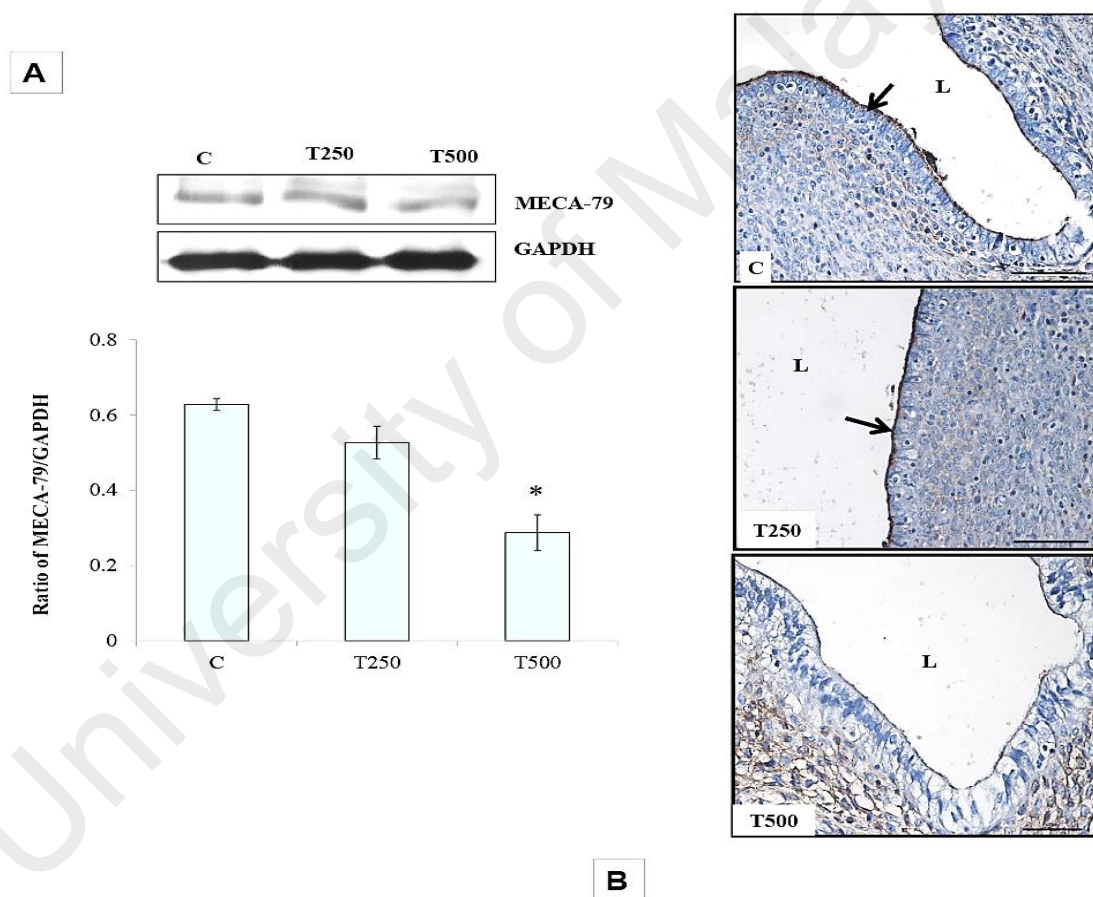 A
C T250 T500
MECA-79
GAPDH
0.8
0.6
0.4
0.2
0
Ratio of MECA-79/GAPDH
*
C T250 T500
L
C
L
T250
L
T500
B
University of Malay